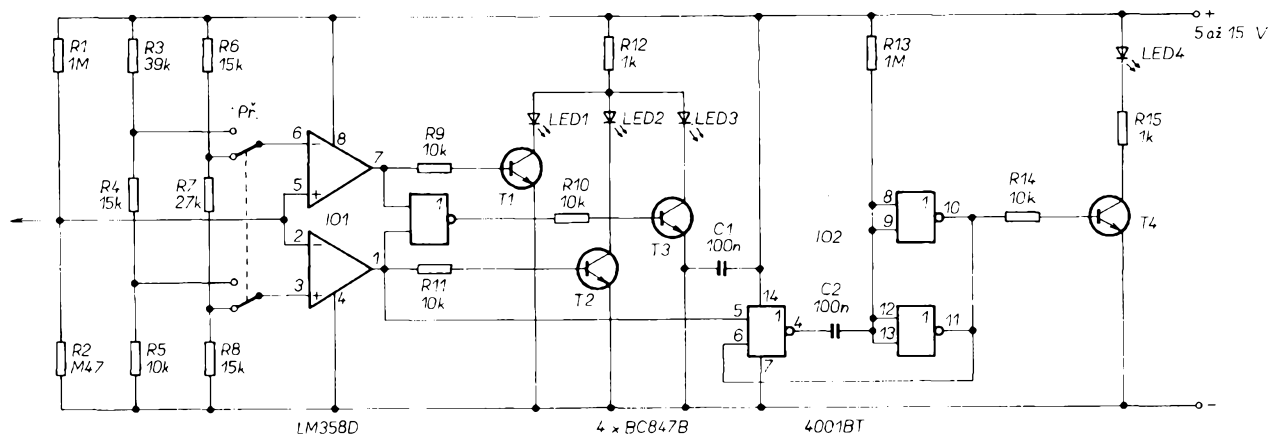 R1
1M
R3
39k
R6
15k
R12
1k
R13
1M
+
5 až 15 V
LED4
Př.
6
8
7
R9
10k
LED1
LED2
LED3
R15
1k
5
+
−
R4
15k
R7
27k
IO1
1
T1
R10
10k
8
9
1
10
R14
10k
T4
2
−
3
+
4
1
R11
10k
T2
T3
C1
100n
IO2
14
5
6
1
4
7
C2
100n
12
13
1
11
R2
M47
R5
10k
R8
15k
−
LM358D
4 x BC847B
4001BT